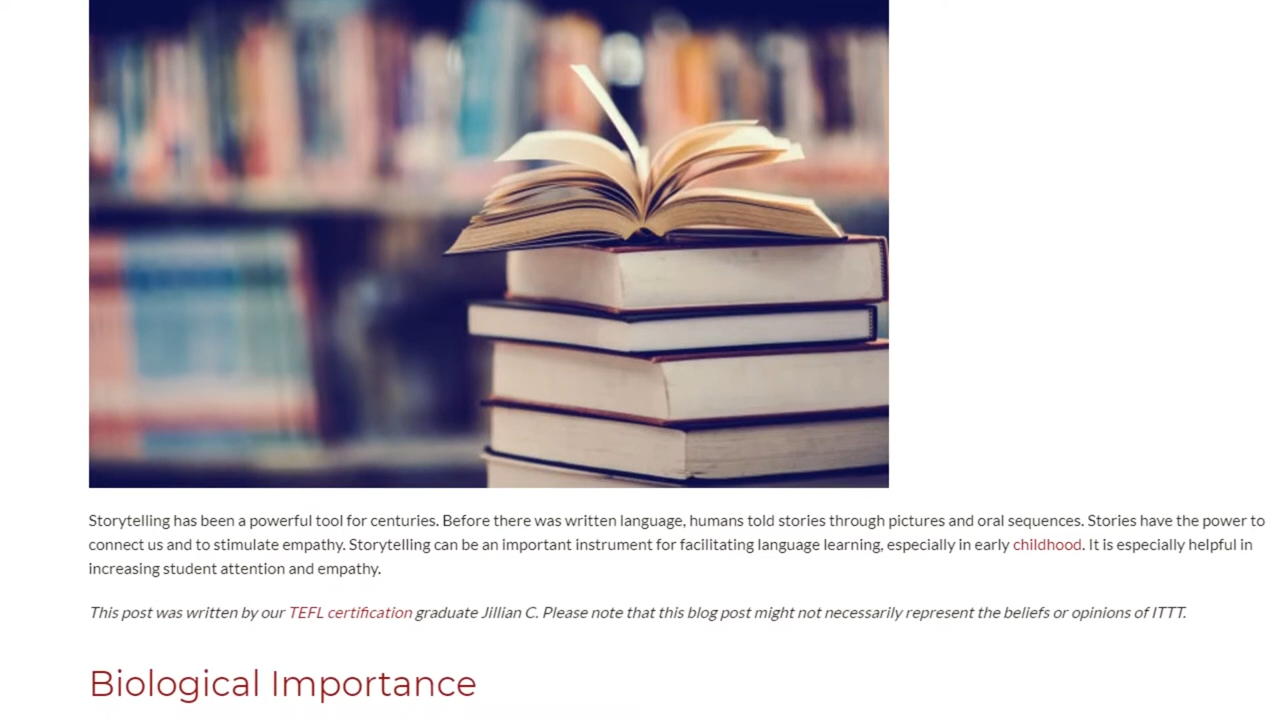 Storytelling has been a powerful tool for centuries. Before there was written language, humans told stories through pictures and oral sequences. Stories have the power to
connect us and to stimulate empathy. Storytelling can be an important instrument for facilitating language learning, especially in early childhood. It is especially helpful in
increasing student attention and empathy.
This post was written by our TEFL certification graduate Jillian C. Please note that this blog post might not necessarily represent the beliefs or opinions of ITTT.
Biological Importance